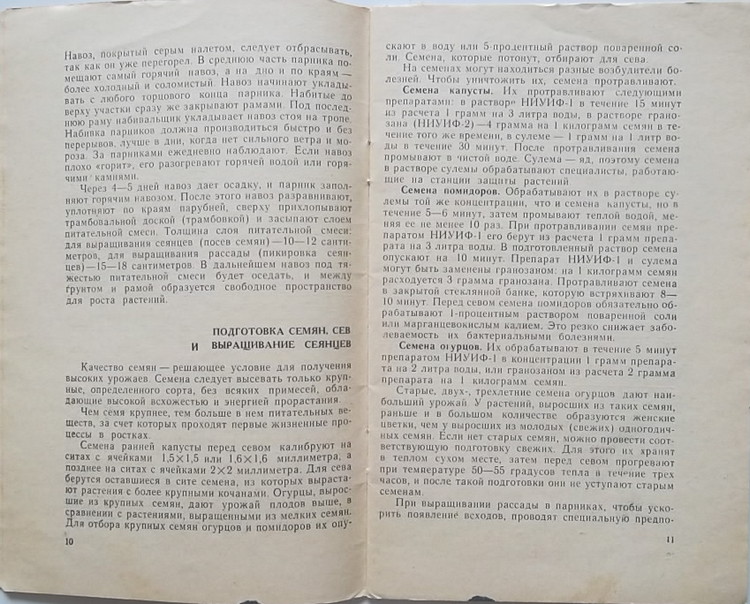 Навоз, покрытый серым налетом, следует отбрасывать,
так как он уже перегорел. В среднюю часть парника по-
мещают самый горячий навоз, а на дно и по краям —
более холодный и соломистый. Навоз начинают укладыв-
вать с любого торцового конца парника. Набитые до
верху участки сразу же закрывают рамами. Под послед-
нюю раму набивальщик укладывает навоз стоя на тропе.
Набивка парников должна производиться быстро и без
перерывов, лучше в дни, когда нет сильного ветра и мо-
роза. За парниками ежедневно наблюдают. Если навоз
плохо «горит», его разогревают горячей водой или горя-
чими камнями.
Через 4—5 дней навоз дает осадку, и парник запол-
няют горячим навозом. После этого навоз разравнивают,
уплотняют по краям парубней, сверху прихлопывают
трамбовальной доской (трамбовкой) и засыпают слоем
питательной смеси. Толщина слоя питательной смеси:
для выращивания сеянцев (посев семян)—10—12 санти-
метров, для выращивания рассады (пикировка сеян-
цев)—15—18 сантиметров. В дальнейшем навоз под тя-
жестью питательной смеси будет оседать, и между
грунтом и рамой образуется свободное пространство
для роста растений.
ПОДГОТОВКА СЕМЯН, СЕВ
И ВЫРАЩИВАНИЕ СЕЯНЦЕВ
Качество семян — решающее условие для получения
высоких урожаев. Семена следует высевать только круп-
ные, определенного сорта, без всяких примесей, обла-
дающие высокой всхожестью и энергией прорастания.
Чем семя крупнее, тем больше в нем питательных ве-
ществ, за счет которых проходят первые жизненные про-
цессы в ростках.
Семена ранней капусты перед севом калибруют на
ситах с ячейками 1,5×1,5 или 1,6×1,6 миллиметра, а
позднее на ситах с ячейками 2×2 миллиметра. Для сева
берутся оставшиеся в сите семена, из которых выраста-
ют растения с более крупными кочанами. Огурцы, вырос-
шие из крупных семян, дают урожай плодов выше, в
сравнении с растениями, выращенными из мелких семян.
Для отбора крупных семян огурцов и помидоров их опу-
10
скают в воду или 5-процентный раствор поваренной со-
ли. Семена, которые потонут, отбирают для сева.
На семенах могут находиться разные возбудители бо-
лезней. Чтобы уничтожить их, семена протравливают.
Семена капусты. Их протравливают следующими
препаратами: в растворе НИУИФ-1 в течение 15 минут
из расчета 1 грамм на 3 литра воды, в растворе грано-
зана (НИУИФ-2) —4 грамма на 1 килограмм семян в те-
чение того же времени, в сулеме — 1 грамм на 1 литр во-
ды в течение 30 минут. После протравливания семена
промывают в чистой воде. Сулема — яд, поэтому семена
в растворе сулемы обрабатывают специалисты, работаю-
щие на станции защиты растений
Семена помидоров. Обрабатывают их в растворе су-
лемы той же концентрации, что и семена капусты, но в
течение 5—6 минут, затем промывают теплой водой, ме-
няя ее не менее 10 раз. При протравливании семян пре-
паратом НИУИФ-1 его берут из расчета 1 грамм препа-
рата на 3 литра воды. В подготовленный раствор семена
опускают на 10 минут. Препарат НИУИФ-1 и сулема
могут быть заменены гранозаном: на 1 килограмм семян
расходуется 3 грамма гранозана. Протравливают семена
в закрытой стеклянной банке, которую встряхивают 8—
10 минут. Перед севом семена помидоров обязательно об-
рабатывают 1-процентным раствором поваренной соли
или марганцевокислым калием. Это резко снижает забо-
леваемость их бактериальными болезнями.
Семена огурцов. Их обрабатывают в течение 5 минут
препаратом НИУИФ-1 в концентрации 1 грамм препара-
та на 2 литра воды, или гранозаном из расчета 2 грамма
препарата на 1 килограмм семян.
Старые, двух-, трехлетние семена огурцов дают наи-
больший урожай. У растений, выросших из таких семян,
раньше и в большом количестве образуются женские
цветки, чем у выросших из молодых (свежих) одногодич-
ных семян. Если нет старых семян, можно провести соот-
ветствующую подготовку свежих. Для этого их хранят
в теплом сухом месте, затем перед севом прогревают
при температуре 50—55 градусов тепла в течение трех
часов, и после такой подготовки они не уступают старым
семенам.
При выращивании рассады в парниках, чтобы уско-
рить появление всходов, проводят специальную предпо-
11